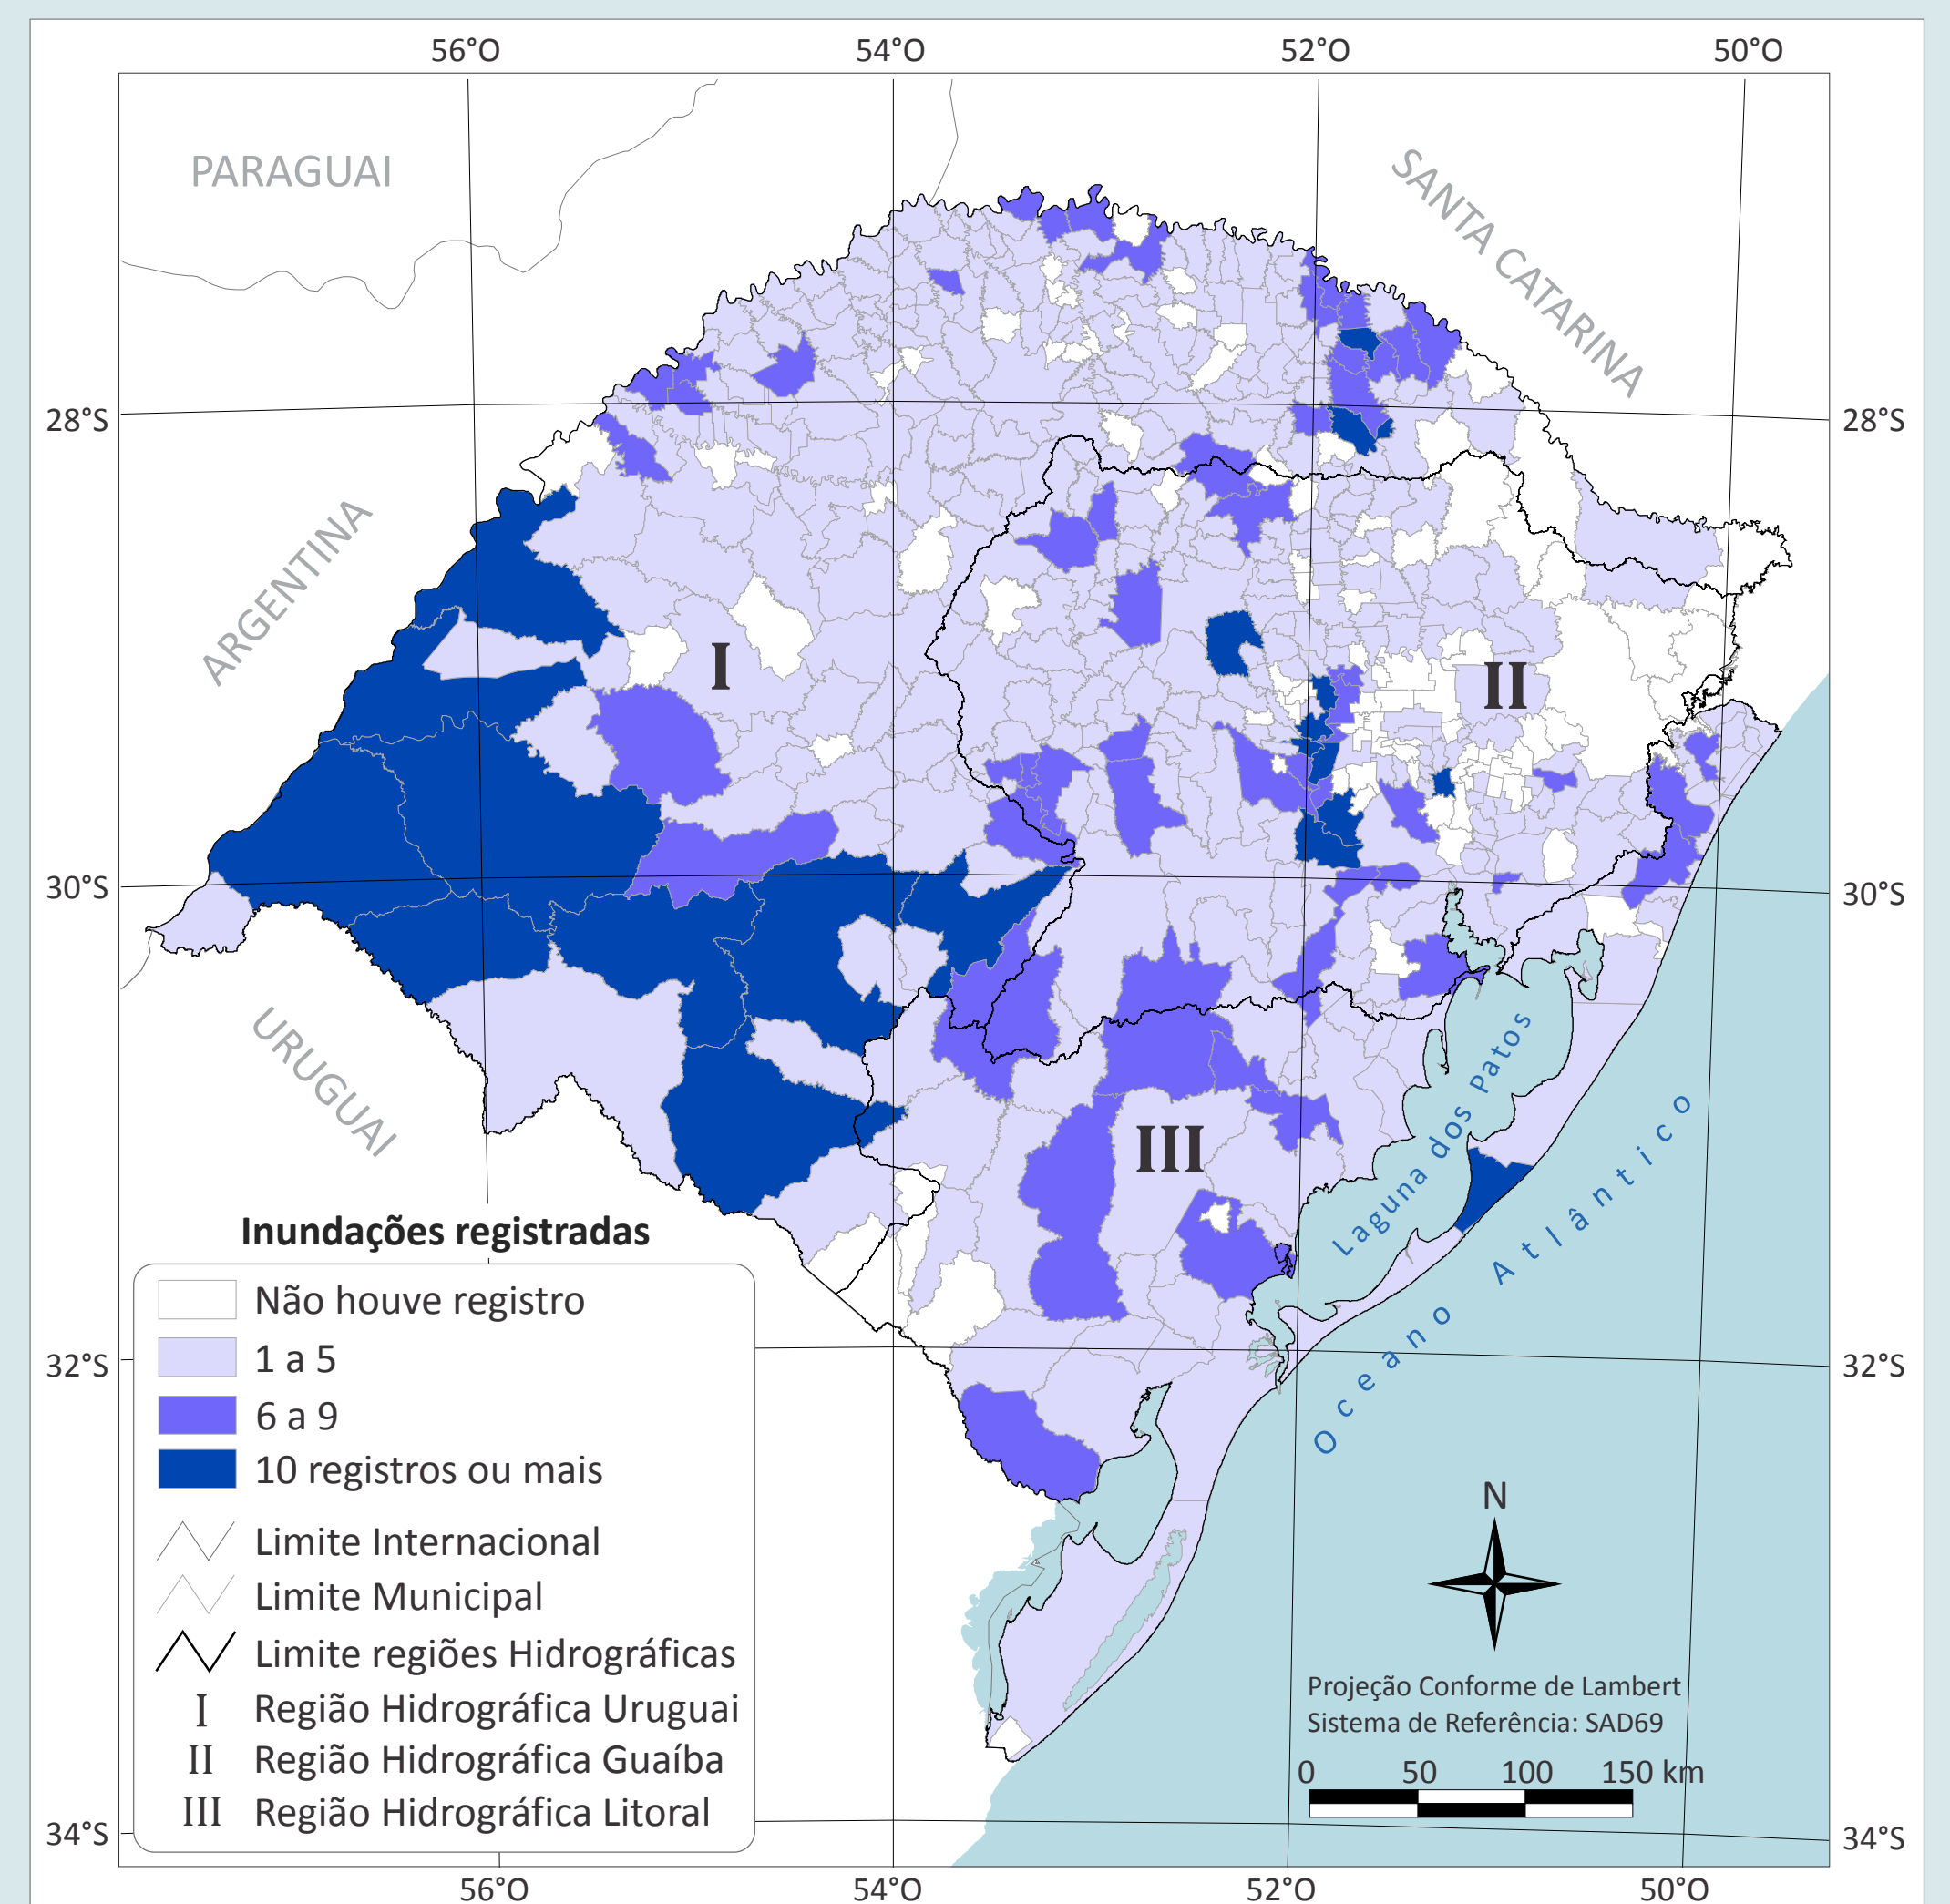 56°O 54°O 52°O 50°O
PARAGUAI
SANTA CATARINA
28°S 28°S
ARGENTINA
I
II
30°S 30°S
URUGUAI
Laguna dos Patos
III
Oceano Atlântico
32°S 32°S
Inundações registradas
Não houve registro
1 a 5
6 a 9
10 registros ou mais
Limite Internacional
Limite Municipal
Limite regiões Hidrográficas
I Região Hidrográfica Uruguai
II Região Hidrográfica Guaíba
III Região Hidrográfica Litoral
N
Projeção Conforme de Lambert
Sistema de Referência: SAD69
0 50 100 150 km
34°S 34°S
56°O 54°O 52°O 50°O